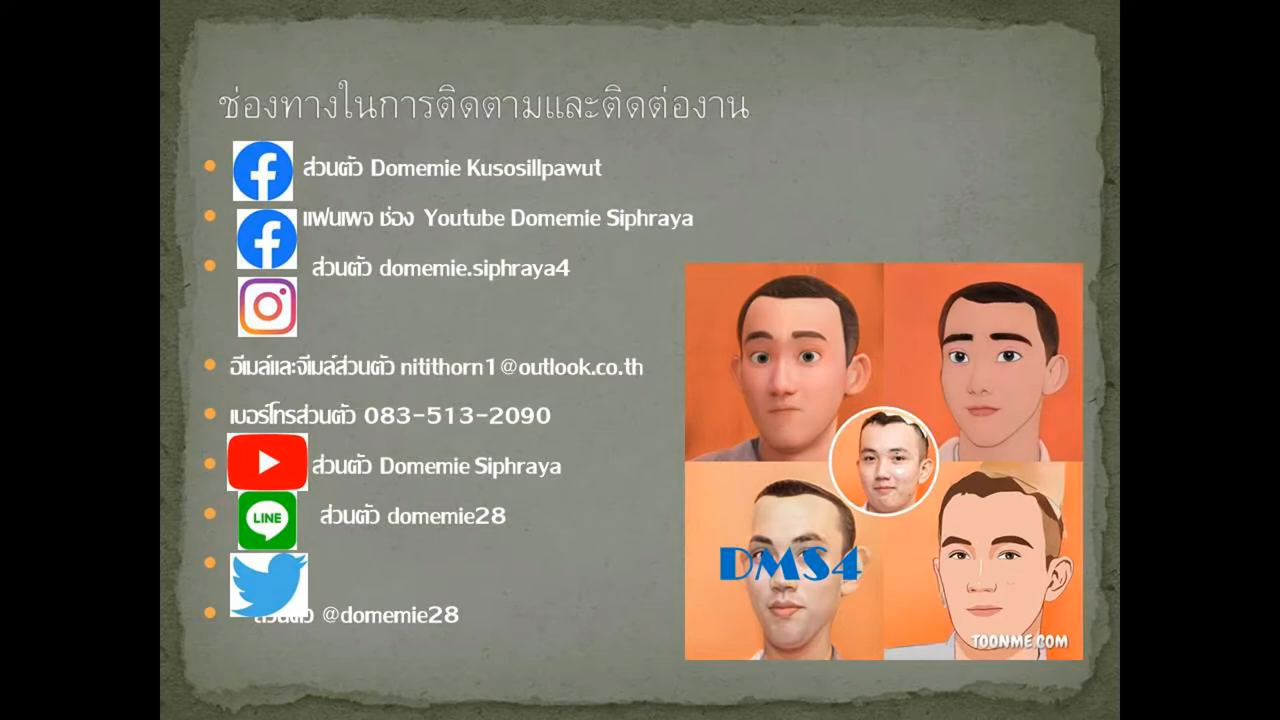 ช่องทางในการติดตามและติดต่องาน
ส่วนตัว Domemie Kusosillpawut
แฟนเพจ ช่อง Youtube Domemie Siphraya
ส่วนตัว domemie.siphraya4
อีเมล์และจีเมล์ส่วนตัว nitithorn1@outlook.co.th
เบอร์โทรส่วนตัว 083-513-2090
ส่วนตัว Domemie Siphraya
LINE
ส่วนตัว domemie28
ส่วนตัว @domemie28
DMS4
TOONME.COM